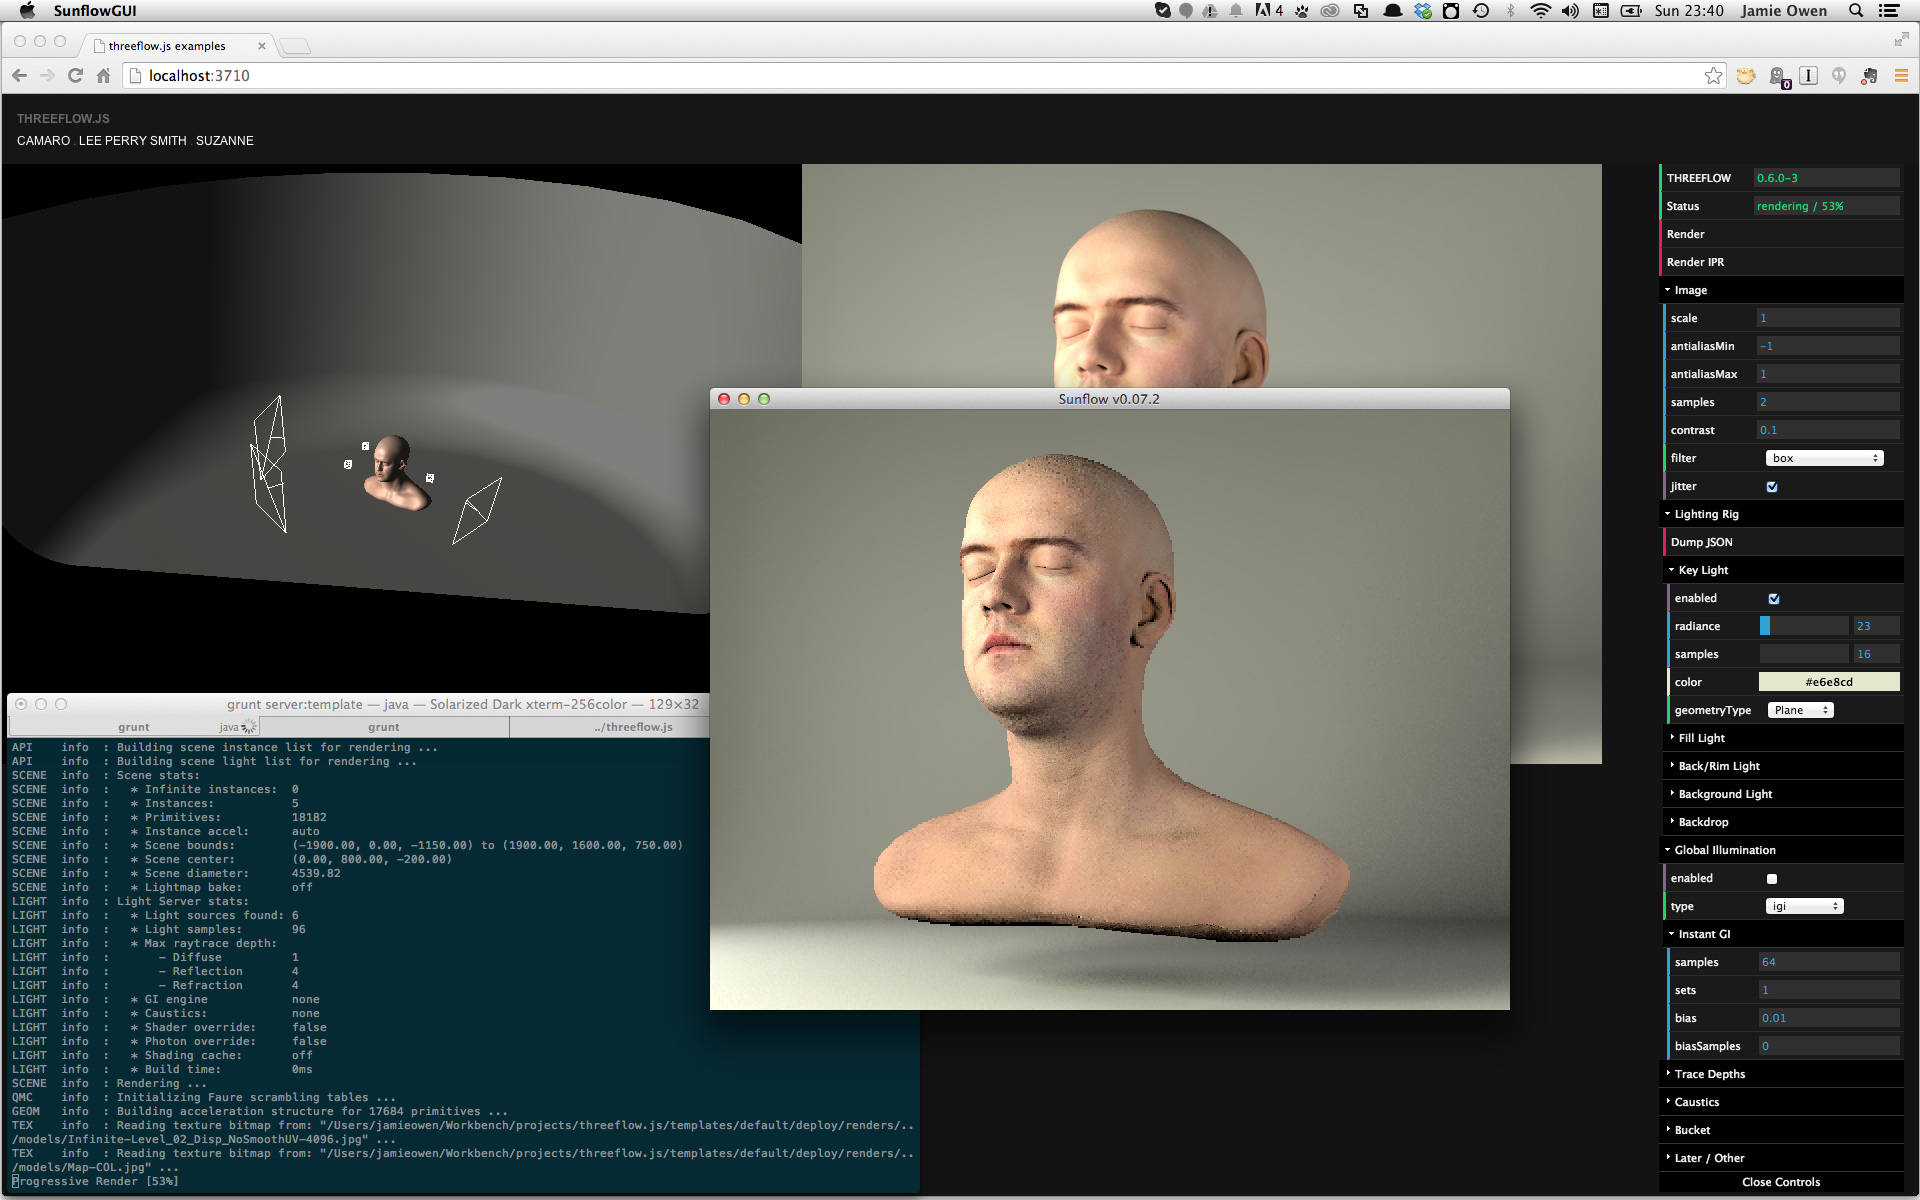 SunflowGUI
4
Sun 23:40
Jamie Owen
threeflow.js examples
localhost:3710
0
THREEFLOW.JS
CAMARO . LEE PERRY SMITH . SUZANNE
THREEFLOW 0.6.0-3
Status rendering / 53%
Render
Render IPR
Image
scale 1
antialiasMin -1
antialiasMax 1
samples 2
contrast 0.1
filter box
jitter
Lighting Rig
Dump JSON
Key Light
enabled
radiance 23
samples 16
color #e6e8cd
geometryType Plane
Fill Light
Back/Rim Light
Background Light
Backdrop
Global Illumination
enabled
type igi
Instant GI
samples 64
sets 1
bias 0.01
biasSamples 0
Trace Depths
Caustics
Bucket
Later / Other
Close Controls
Sunflow v0.07.2
grunt server:template — java — Solarized Dark xterm-256color — 129×32
grunt java grunt ../threeflow.js
API info : Building scene instance list for rendering ...
API info : Building scene light list for rendering ...
SCENE info : Scene stats:
SCENE info : * Infinite instances: 0
SCENE info : * Instances: 5
SCENE info : * Primitives: 18182
SCENE info : * Instance accel: auto
SCENE info : * Scene bounds: (-1900.00, 0.00, -1150.00) to (1900.00, 1600.00, 750.00)
SCENE info : * Scene center: (0.00, 800.00, -200.00)
SCENE info : * Scene diameter: 4539.82
SCENE info : * Lightmap bake: off
LIGHT info : Light Server stats:
LIGHT info : * Light sources found: 6
LIGHT info : * Light samples: 96
LIGHT info : * Max raytrace depth:
LIGHT info : - Diffuse 1
LIGHT info : - Reflection 4
LIGHT info : - Refraction 4
LIGHT info : * GI engine none
LIGHT info : * Caustics: none
LIGHT info : * Shader override: false
LIGHT info : * Photon override: false
LIGHT info : * Shading cache: off
LIGHT info : * Build time: 0ms
SCENE info : Rendering ...
QMC info : Initializing Faure scrambling tables ...
GEOM info : Building acceleration structure for 17684 primitives ...
TEX info : Reading texture bitmap from: "/Users/jamieowen/Workbench/projects/threeflow.js/templates/default/deploy/renders/..
/models/Infinite-Level_02_Disp_NoSmoothUV-4096.jpg" ...
TEX info : Reading texture bitmap from: "/Users/jamieowen/Workbench/projects/threeflow.js/templates/default/deploy/renders/..
/models/Map-COL.jpg" ...
Progressive Render [53%]